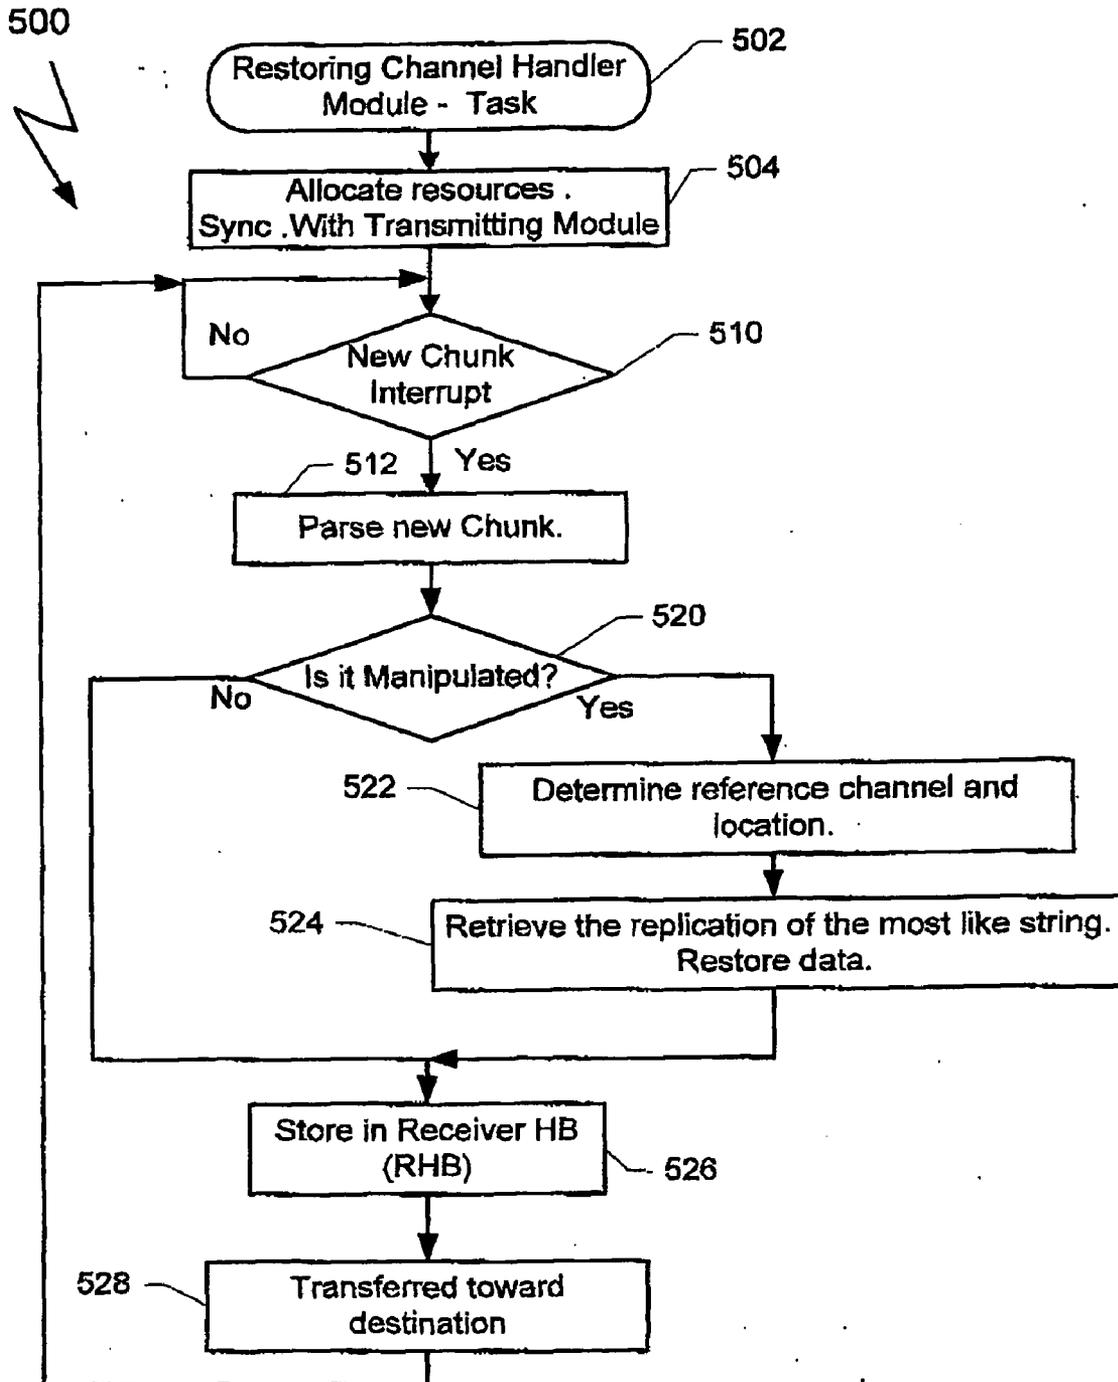 500
Restoring Channel Handler
Module - Task
502
Allocate resources .
Sync .With Transmitting Module
504
No
New Chunk
Interrupt
510
Yes
512
Parse new Chunk.
520
Is it Manipulated?
No
Yes
522
Determine reference channel and
location.
524
Retrieve the replication of the most like string.
Restore data.
Store in Receiver HB
(RHB)
526
528
Transferred toward
destination